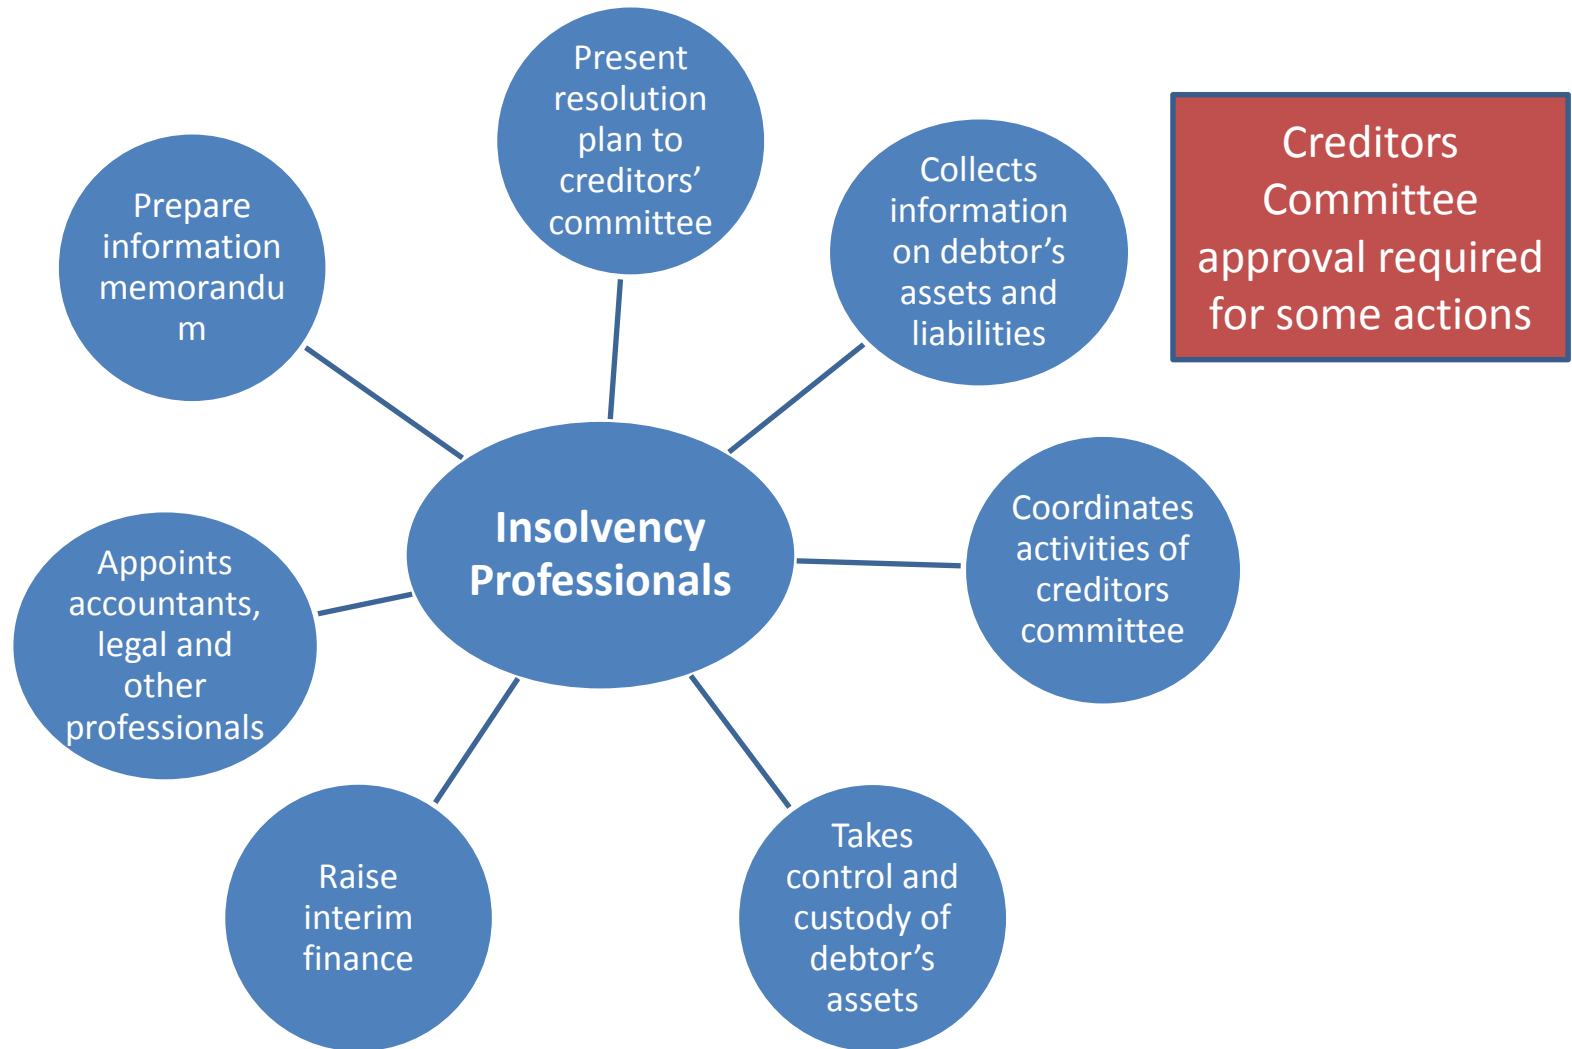 Present
resolution
plan to
creditors’
committee
Collects
information
on debtor’s
assets and
liabilities
Creditors
Committee
approval required
for some actions
Prepare
information
memorandu
m
Insolvency
Professionals
Coordinates
activities of
creditors
committee
Appoints
accountants,
legal and
other
professionals
Raise
interim
finance
Takes
control and
custody of
debtor’s
assets